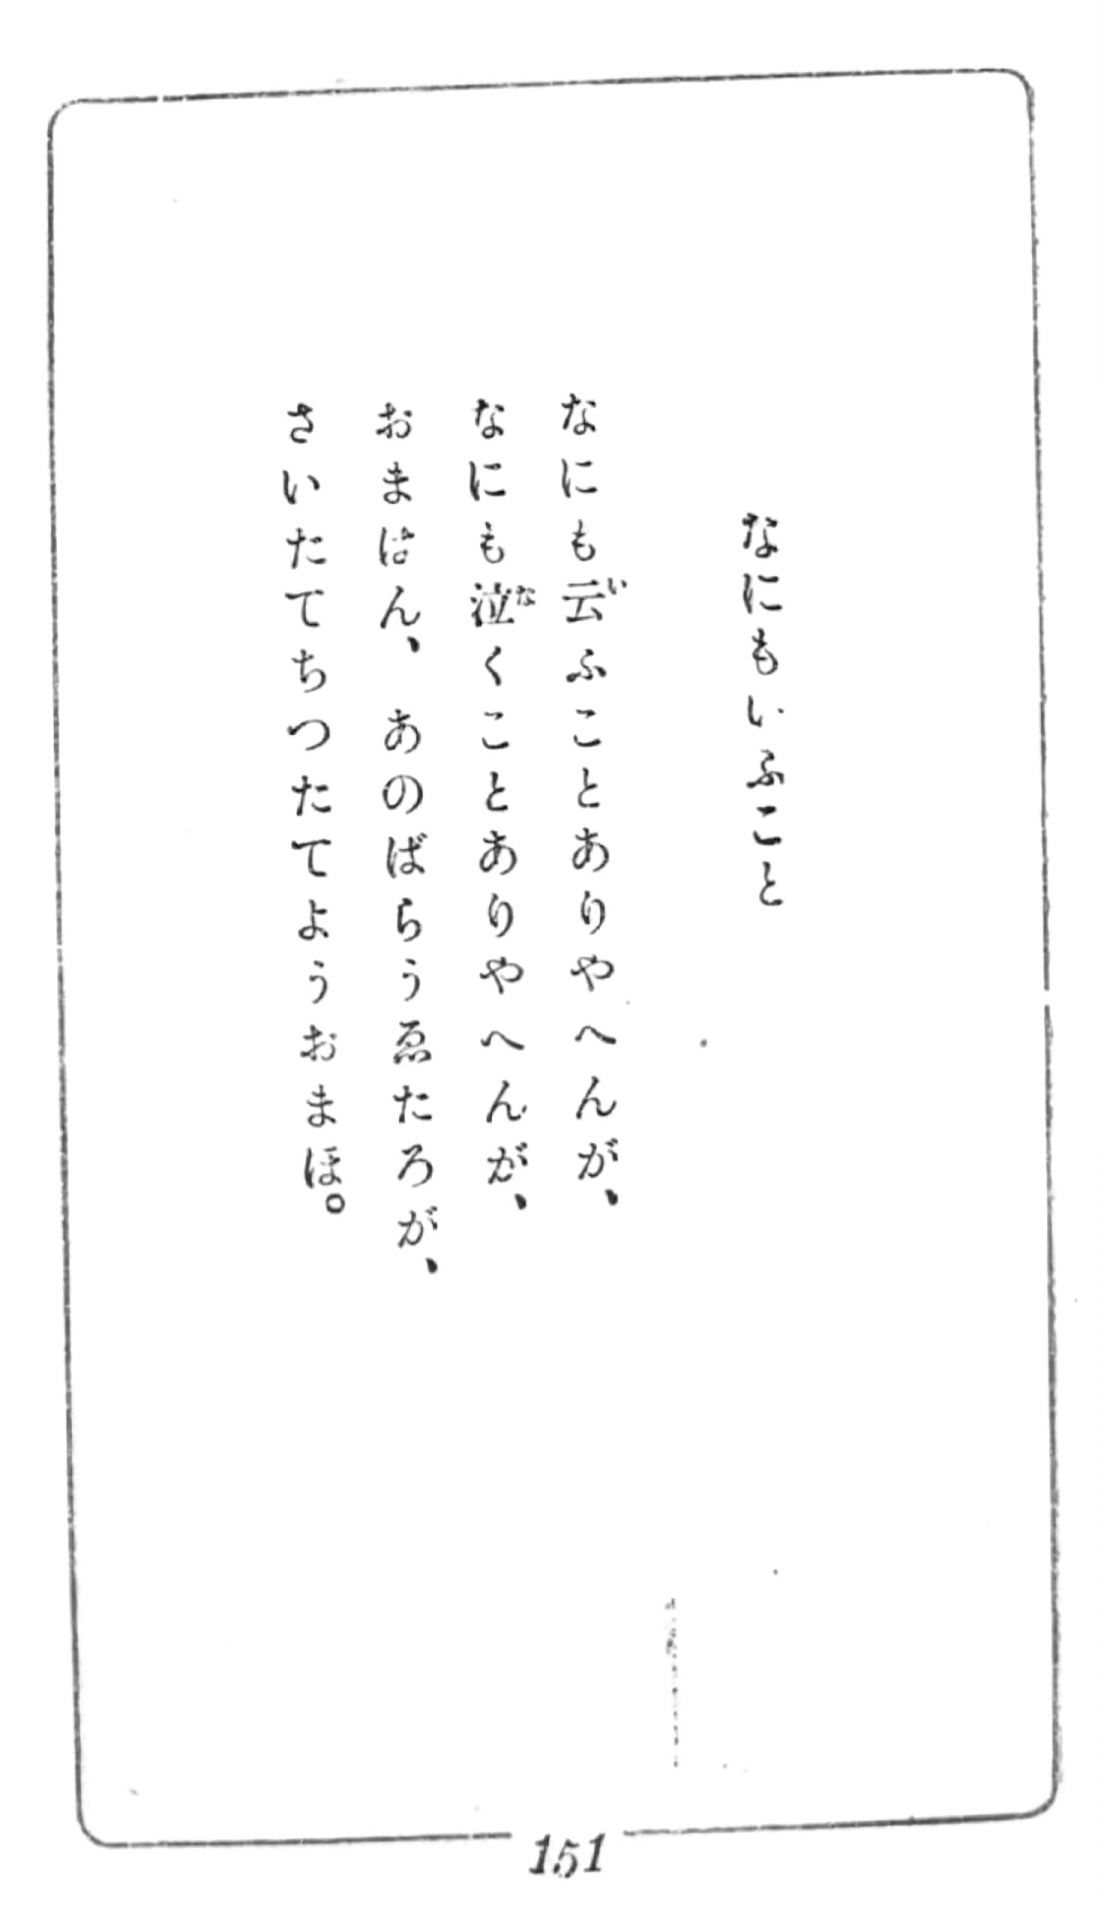 なにもいふこと
なにも云ふことありやへんが、
なにも泣くことありやへんが、
おまはん、あのばらうゑたろが、
さいたてちつたてようおまほ。
151